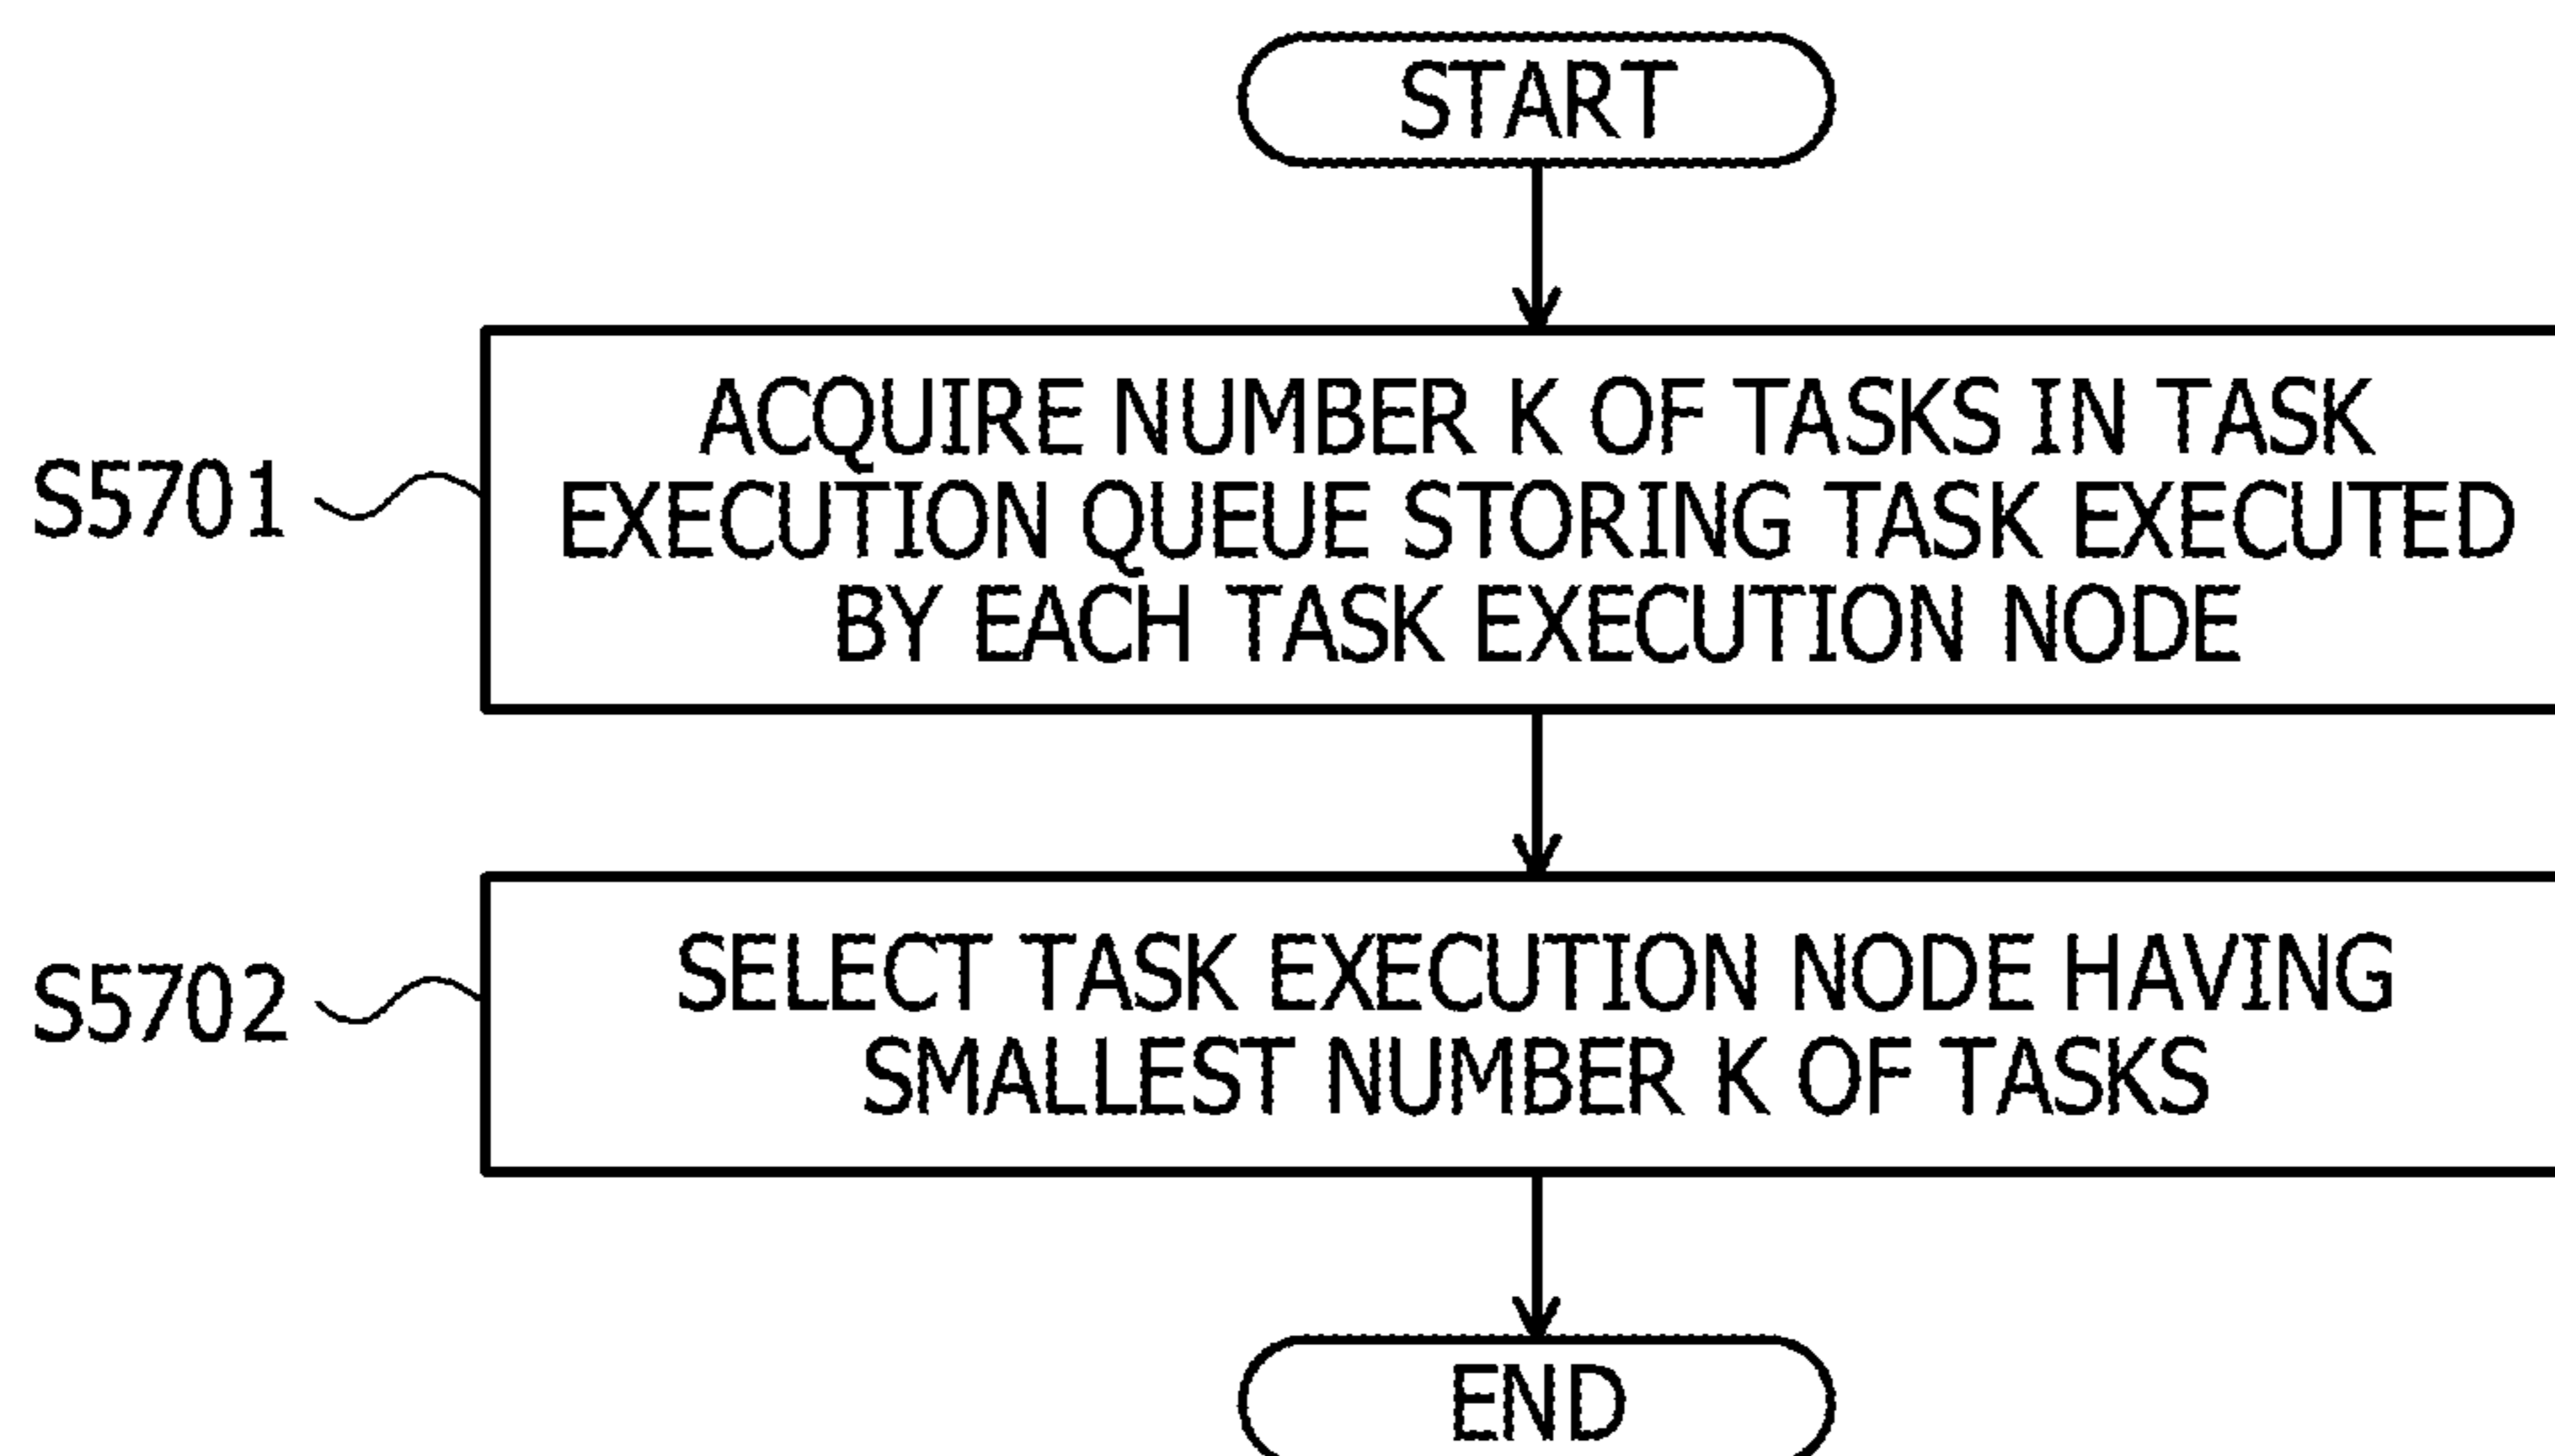 START
S5701
ACQUIRE NUMBER K OF TASKS IN TASK
EXECUTION QUEUE STORING TASK EXECUTED
BY EACH TASK EXECUTION NODE
S5702
SELECT TASK EXECUTION NODE HAVING
SMALLEST NUMBER K OF TASKS
END